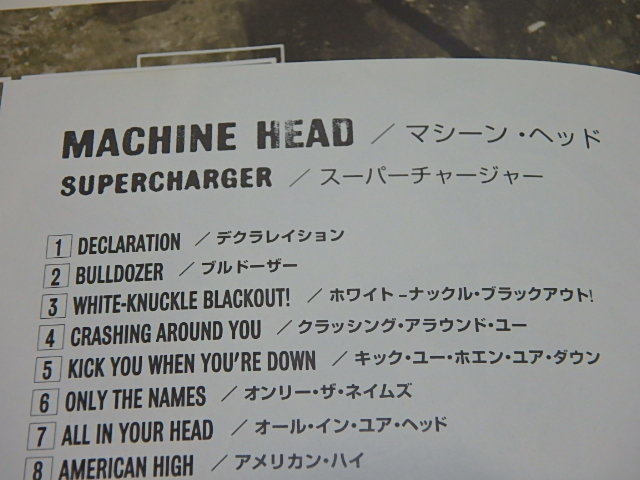 MACHINE HEAD / マシーン・ヘッド
SUPERCHARGER / スーパーチャージャー
1 DECLARATION / デクラレイション
2 BULLDOZER / ブルドーザー
3 WHITE-KNUCKLE BLACKOUT! / ホワイト-ナックル・ブラックアウト!
4 CRASHING AROUND YOU / クラッシング・アラウンド・ユー
5 KICK YOU WHEN YOU'RE DOWN / キック・ユー・ホエン・ユア・ダウン
6 ONLY THE NAMES / オンリー・ザ・ネイムズ
7 ALL IN YOUR HEAD / オール・イン・ユア・ヘッド
8 AMERICAN HIGH / アメリカン・ハイ